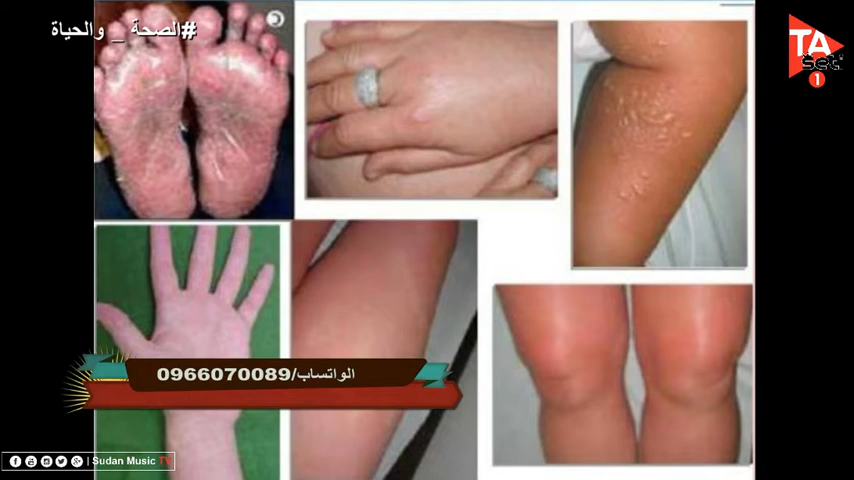 #الصحة _ والحياة
TA
set
1
الواتساب/0966070089
| Sudan Music TV